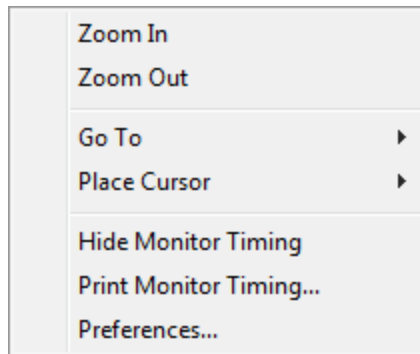 Zoom In
Zoom Out
Go To
Place Cursor
Hide Monitor Timing
Print Monitor Timing...
Preferences...